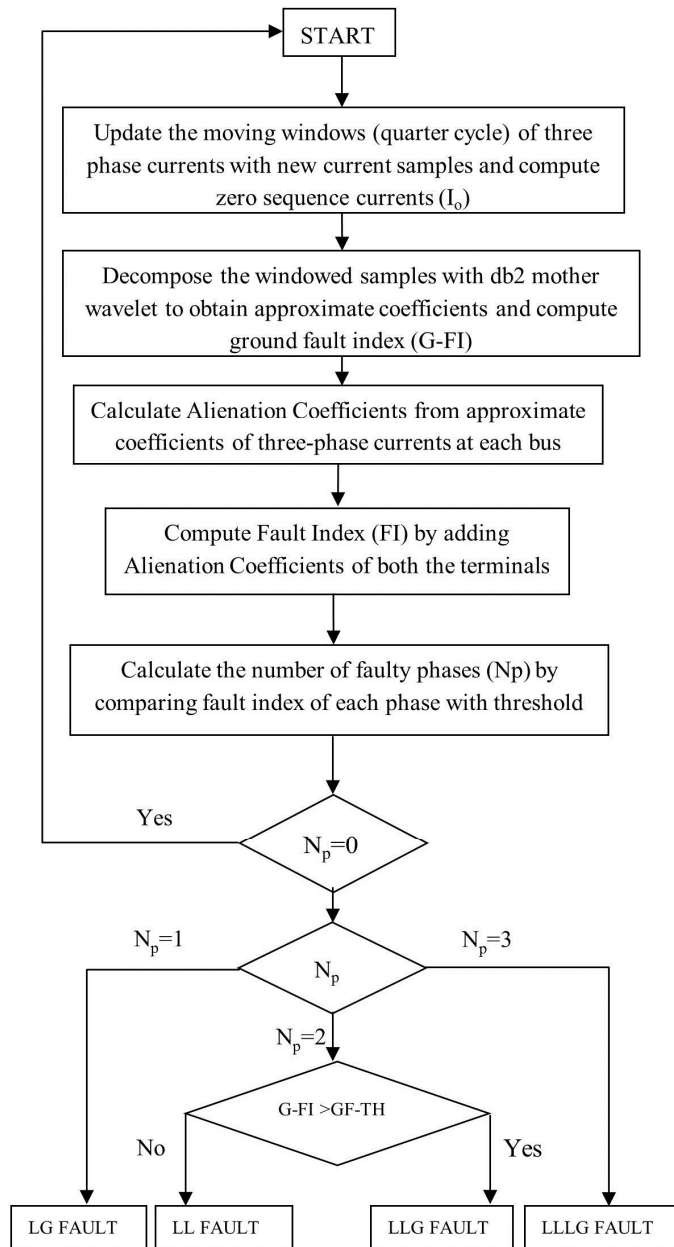 START
Update the moving windows (quarter cycle) of three
phase currents with new current samples and compute
zero sequence currents (Iₒ)
Decompose the windowed samples with db2 mother
wavelet to obtain approximate coefficients and compute
ground fault index (G-FI)
Calculate Alienation Coefficients from approximate
coefficients of three-phase currents at each bus
Compute Fault Index (FI) by adding
Alienation Coefficients of both the terminals
Calculate the number of faulty phases (Np) by
comparing fault index of each phase with threshold
Yes
Nₚ=0
Nₚ=1
Nₚ
Nₚ=3
Nₚ=2
G-FI >GF-TH
No
Yes
LG FAULT
LL FAULT
LLG FAULT
LLLG FAULT